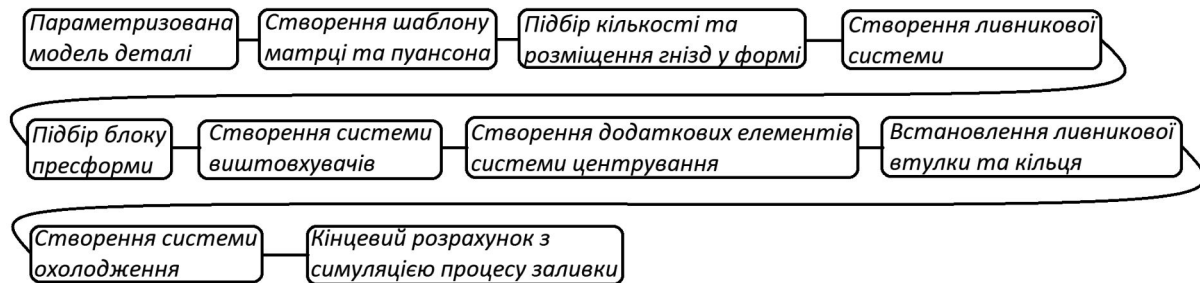 Параметризована
модель деталі
Створення шаблону
матрці та пуансона
Підбір кількості та
розміщення гнізд у формі
Створення ливникової
системи
Підбір блоку
пресформи
Створення системи
виштовхувачів
Створення додаткових елементів
системи центрування
Встановлення ливникової
втулки та кільця
Створення системи
охолодження
Кінцевий розрахунок з
симуляцією процесу заливки